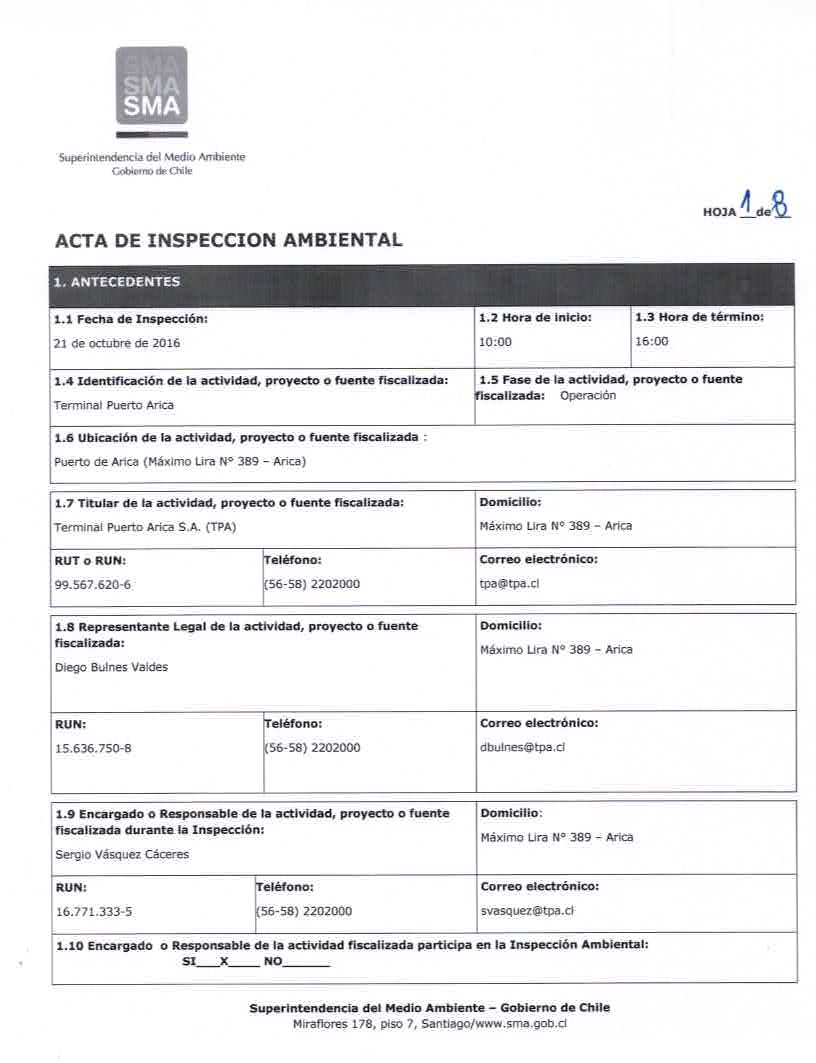 SMA
SMA
SMA
Superintendencia del Medio Ambiente
Gobierno de Chile
HOJA 1 de 8
ACTA DE INSPECCION AMBIENTAL
1. ANTECEDENTES
1.1 Fecha de Inspección:
21 de octubre de 2016
1.2 Hora de inicio:
10:00
1.3 Hora de término:
16:00
1.4 Identificación de la actividad, proyecto o fuente fiscalizada:
Terminal Puerto Arica
1.5 Fase de la actividad, proyecto o fuente
fiscalizada: Operación
1.6 Ubicación de la actividad, proyecto o fuente fiscalizada :
Puerto de Arica (Máximo Lira Nº 389 – Arica)
1.7 Titular de la actividad, proyecto o fuente fiscalizada:
Terminal Puerto Arica S.A. (TPA)
Domicilio:
Máximo Lira Nº 389 – Arica
RUT o RUN:
99.567.620-6
Teléfono:
(56-58) 2202000
Correo electrónico:
tpa@tpa.cl
1.8 Representante Legal de la actividad, proyecto o fuente
fiscalizada:
Diego Bulnes Valdes
Domicilio:
Máximo Lira Nº 389 – Arica
RUN:
15.636.750-8
Teléfono:
(56-58) 2202000
Correo electrónico:
dbulnes@tpa.cl
1.9 Encargado o Responsable de la actividad, proyecto o fuente
fiscalizada durante la Inspección:
Sergio Vásquez Cáceres
Domicilio:
Máximo Lira Nº 389 – Arica
RUN:
16.771.333-5
Teléfono:
(56-58) 2202000
Correo electrónico:
svasquez@tpa.cl
1.10 Encargado o Responsable de la actividad fiscalizada participa en la Inspección Ambiental:
SI___X____ NO_______
Superintendencia del Medio Ambiente – Gobierno de Chile
Miraflores 178, piso 7, Santiago/www.sma.gob.cl